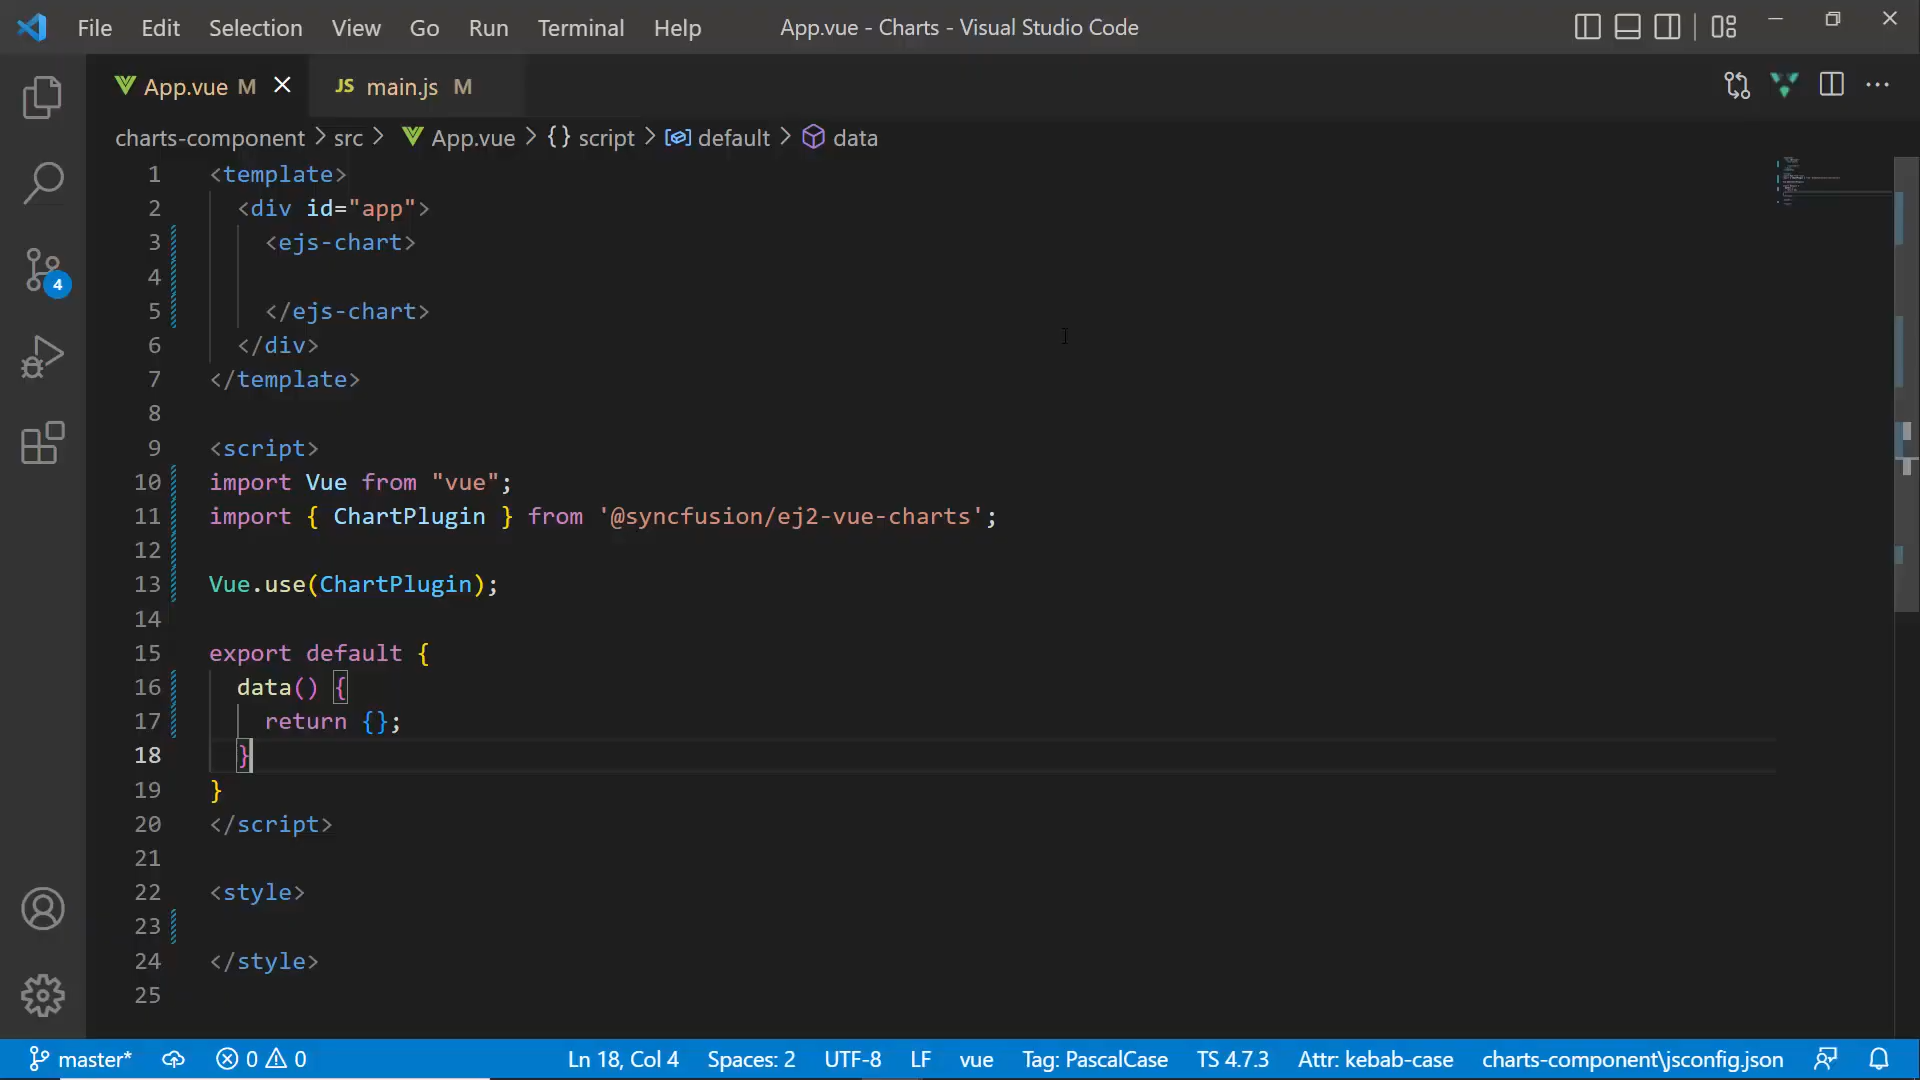 File Edit Selection View Go Run Terminal Help App.vue - Charts - Visual Studio Code
App.vue M JS main.js M
charts-component > src > App.vue > {} script > default > data
1 <template>
2 <div id="app">
3 <ejs-chart>
4
5 </ejs-chart>
6 </div>
7 </template>
8
9 <script>
10 import Vue from "vue";
11 import { ChartPlugin } from '@syncfusion/ej2-vue-charts';
12
13 Vue.use(ChartPlugin);
14
15 export default {
16 data() {
17 return {};
18 }
19 }
20 </script>
21
22 <style>
23
24 </style>
25
4
master* 0 0 Ln 18, Col 4 Spaces: 2 UTF-8 LF vue Tag: PascalCase TS 4.7.3 Attr: kebab-case charts-component\jsconfig.json